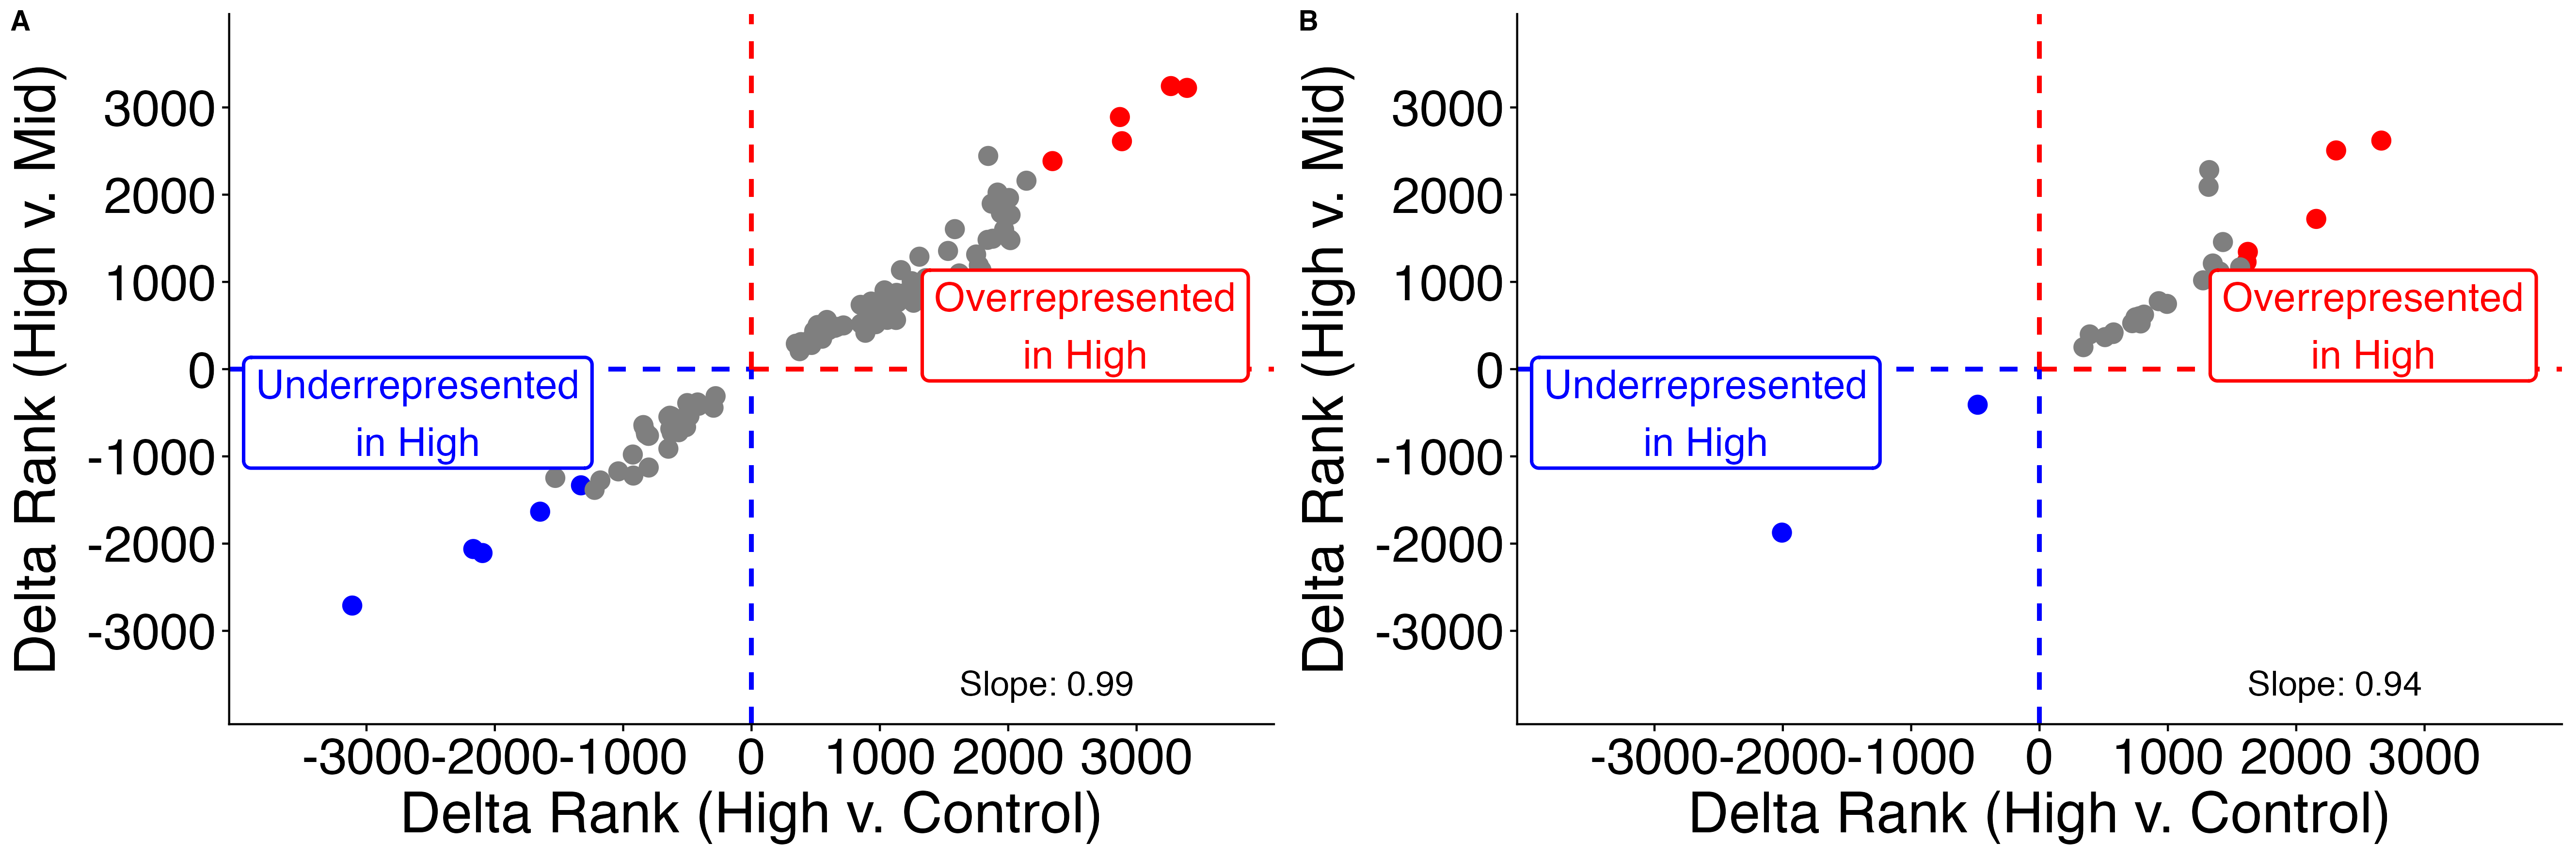 A
Delta Rank (High v. Mid)
3000
2000
1000
0
-1000
-2000
-3000
Overrepresented
in High
Underrepresented
in High
Slope: 0.99
-3000 -2000 -1000 0 1000 2000 3000
Delta Rank (High v. Control)
B
Delta Rank (High v. Mid)
3000
2000
1000
0
-1000
-2000
-3000
Overrepresented
in High
Underrepresented
in High
Slope: 0.94
-3000 -2000 -1000 0 1000 2000 3000
Delta Rank (High v. Control)